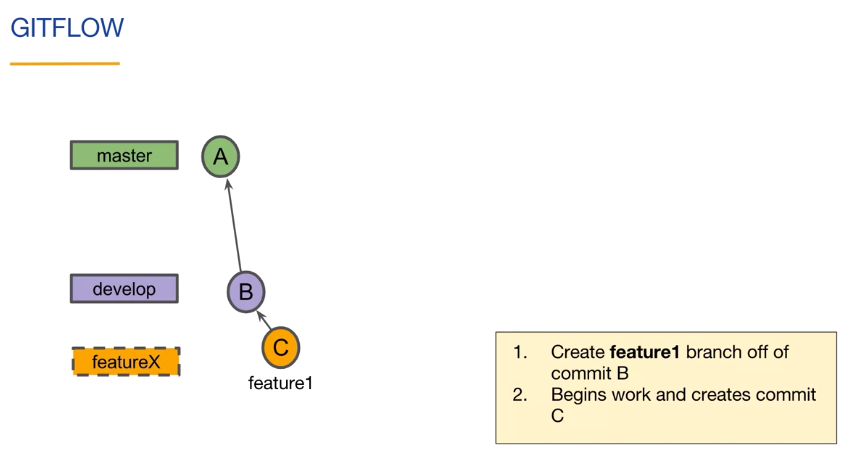 GITFLOW
master
A
develop
B
featureX
C
feature1
1. Create feature1 branch off of
commit B
2. Begins work and creates commit
C